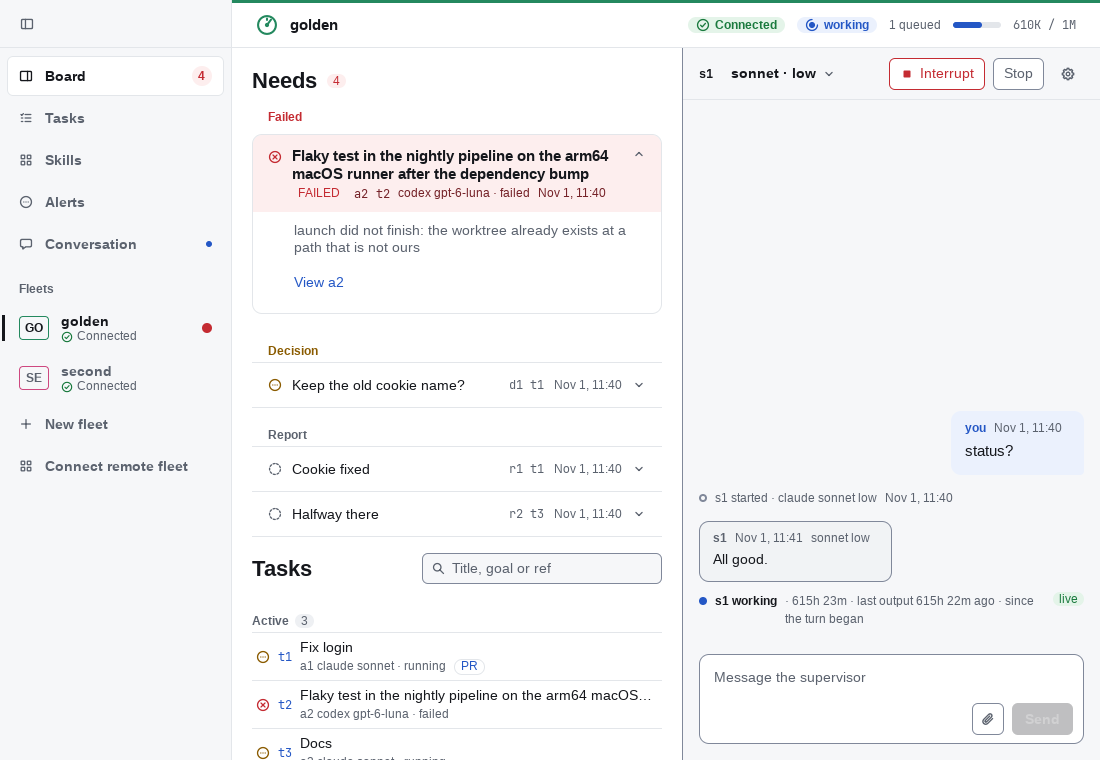 golden
Connected
working
1 queued
610K / 1M
Board
4
Tasks
Skills
Alerts
Conversation
Fleets
GO
golden
Connected
SE
second
Connected
New fleet
Connect remote fleet
Needs 4
Failed
Flaky test in the nightly pipeline on the arm64
macOS runner after the dependency bump
FAILED a2 t2 codex gpt-6-luna · failed Nov 1, 11:40
launch did not finish: the worktree already exists at a
path that is not ours
View a2
Decision
Keep the old cookie name? d1 t1 Nov 1, 11:40
Report
Cookie fixed r1 t1 Nov 1, 11:40
Halfway there r2 t3 Nov 1, 11:40
Tasks
Title, goal or ref
Active 3
t1 Fix login
a1 claude sonnet · running PR
t2 Flaky test in the nightly pipeline on the arm64 macOS…
a2 codex gpt-6-luna · failed
t3 Docs
s1 sonnet · low
Interrupt
Stop
you Nov 1, 11:40
status?
s1 started · claude sonnet low Nov 1, 11:40
s1 Nov 1, 11:41 sonnet low
All good.
s1 working · 615h 23m · last output 615h 22m ago · since
the turn began
live
Message the supervisor
Send